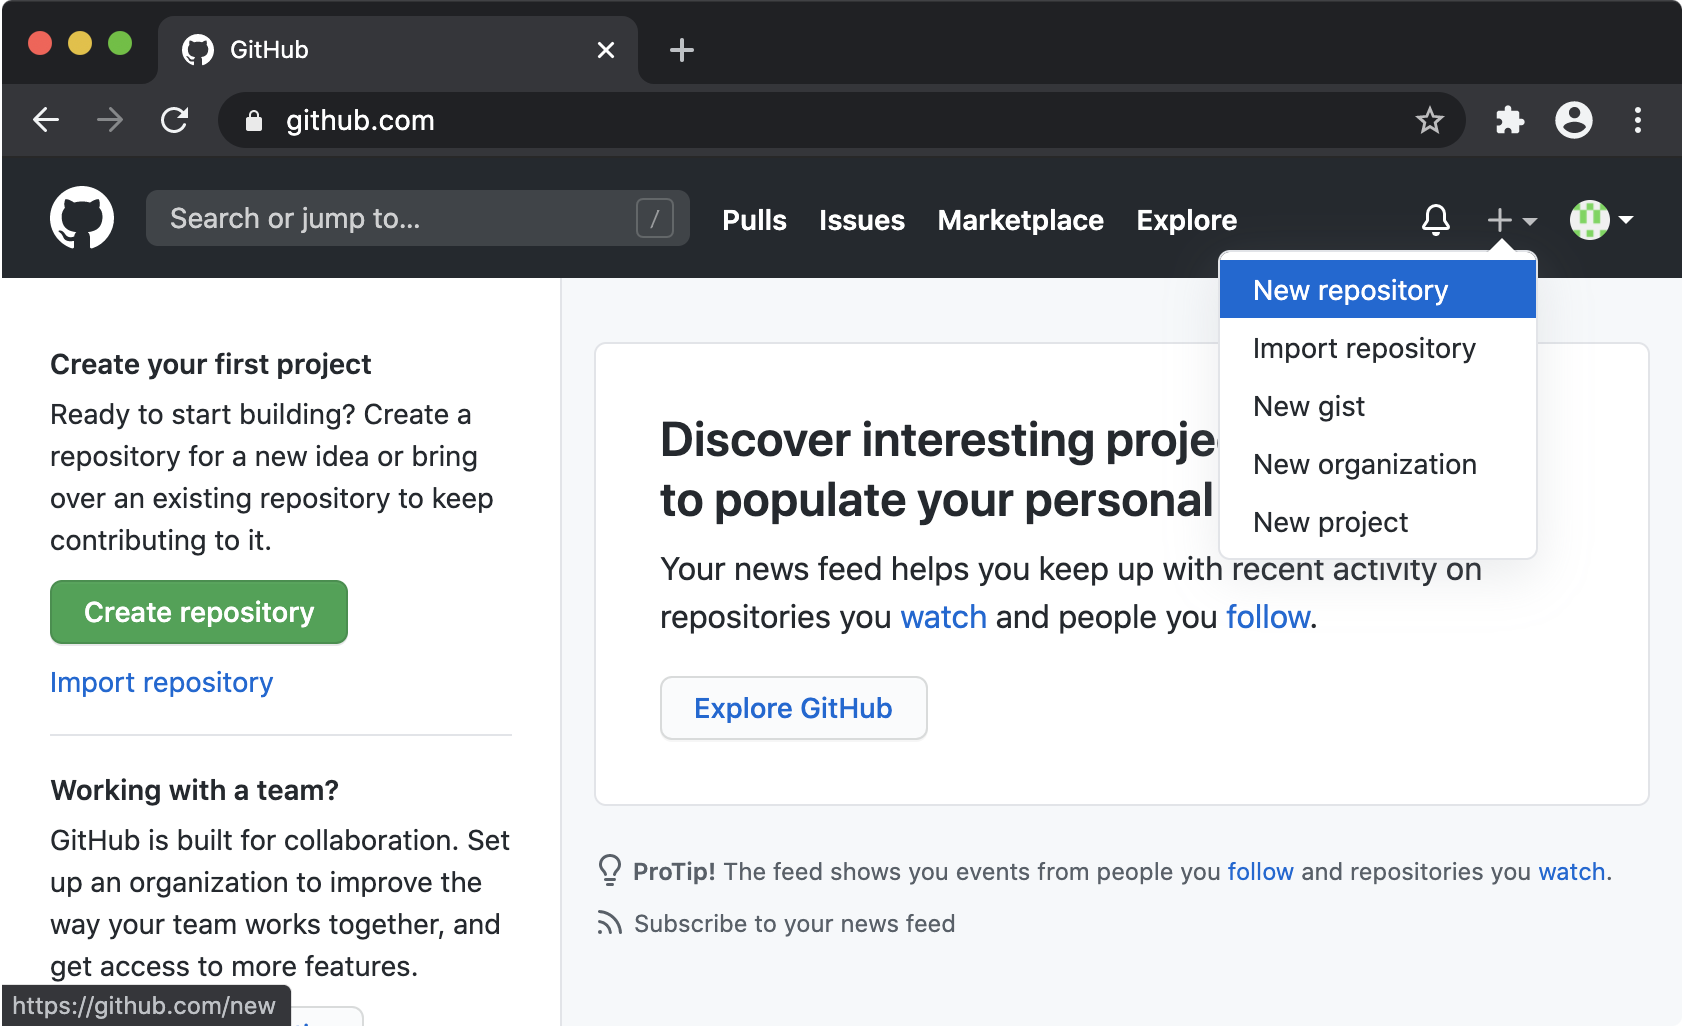 GitHub
github.com
Search or jump to...
/
Pulls
Issues
Marketplace
Explore
New repository
Import repository
New gist
New organization
New project
Create your first project
Ready to start building? Create a
repository for a new idea or bring
over an existing repository to keep
contributing to it.
Create repository
Import repository
Working with a team?
GitHub is built for collaboration. Set
up an organization to improve the
way your team works together, and
get access to more features.
https://github.com/new
Discover interesting proje
to populate your personal
Your news feed helps you keep up with recent activity on
repositories you watch and people you follow.
Explore GitHub
ProTip! The feed shows you events from people you follow and repositories you watch.
Subscribe to your news feed